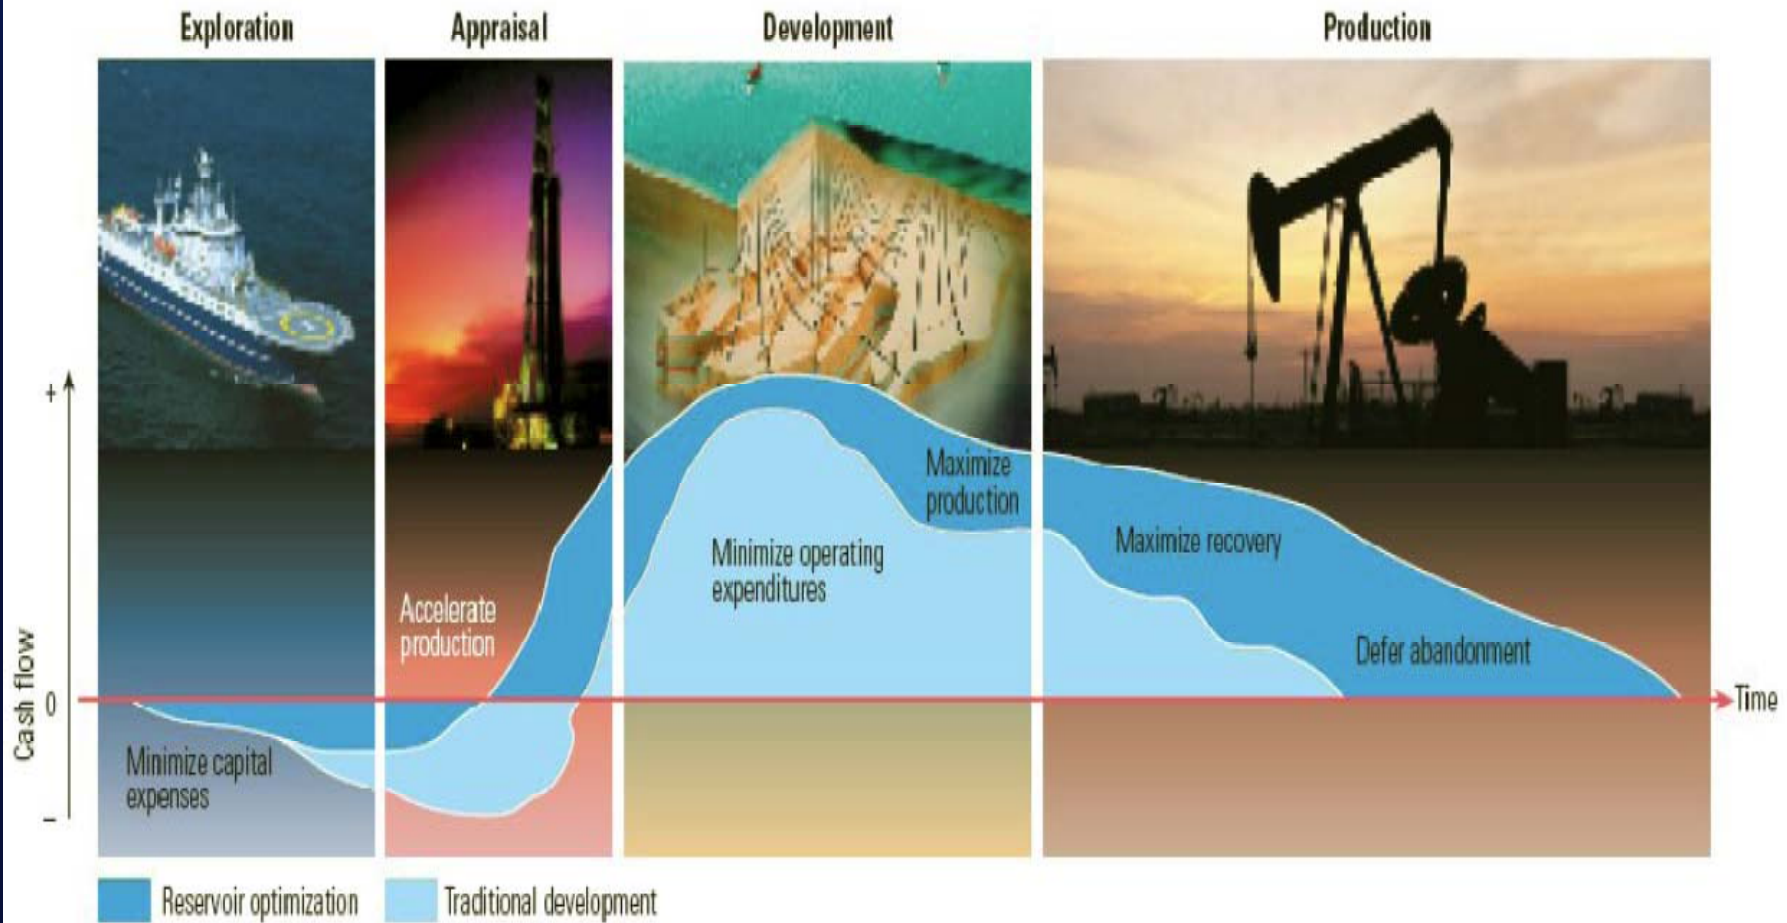 Exploration
Appraisal
Development
Production
+
Maximize
production
Minimize operating
expenditures
Maximize recovery
Accelerate
production
Defer abandonment
Cash flow
0
Time
Minimize capital
expenses
–
Reservoir optimization
Traditional development